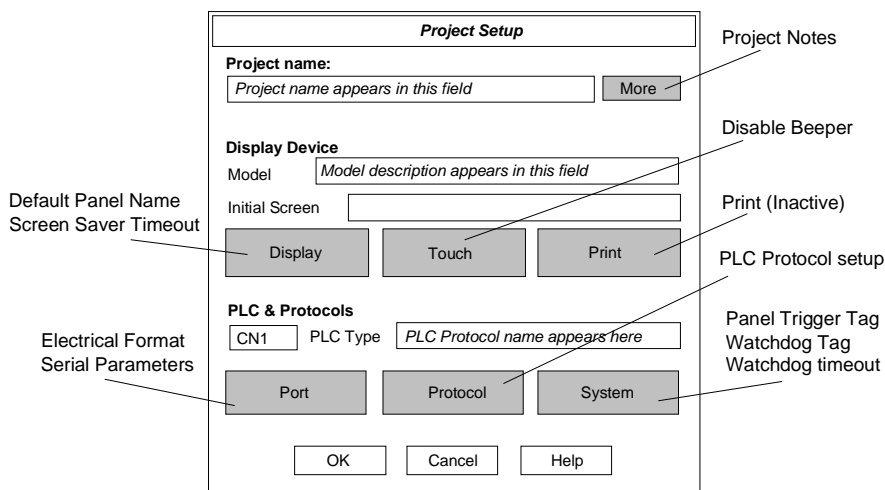 Project Setup
Project Notes
Project name:
Project name appears in this field
More
Disable Beeper
Display Device
Model
Model description appears in this field
Default Panel Name
Screen Saver Timeout
Initial Screen
Print (Inactive)
Display
Touch
Print
PLC Protocol setup
PLC & Protocols
CN1
PLC Type
PLC Protocol name appears here
Panel Trigger Tag
Watchdog Tag
Watchdog timeout
Electrical Format
Serial Parameters
Port
Protocol
System
OK
Cancel
Help